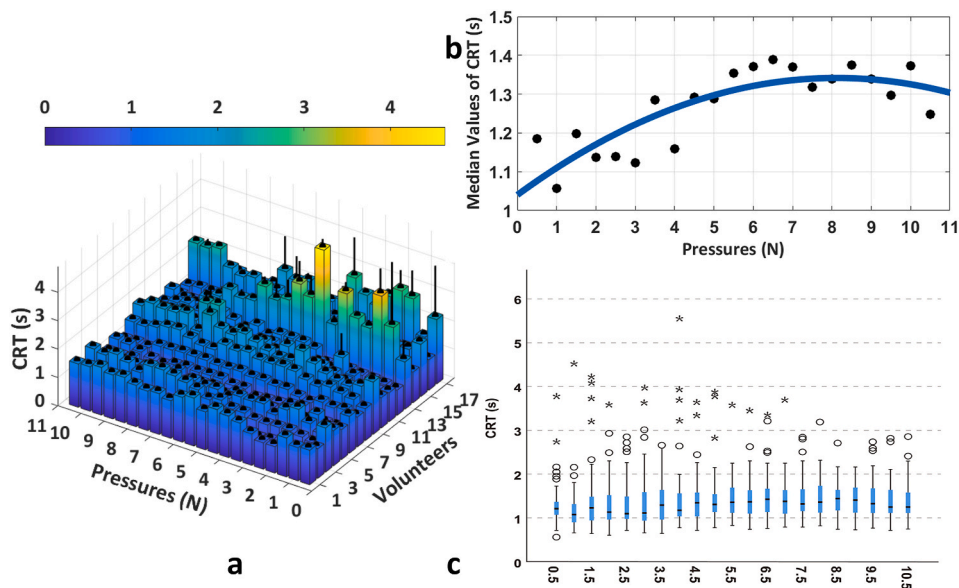 0 1 2 3 4
CRT (s)
4
3
2
1
0
11 10 9 8 7 6 5 4 3 2 1 0
Pressures (N)
1 3 5 7 9 11 13 15 17
Volunteers
a
b
Median Values of CRT (s)
1.5
1.4
1.3
1.2
1.1
1
0 1 2 3 4 5 6 7 8 9 10 11
Pressures (N)
c
CRT (s)
6
5
4
3
2
1
0
0.5 1.5 2.5 3.5 4.5 5.5 6.5 7.5 8.5 9.5 10.5